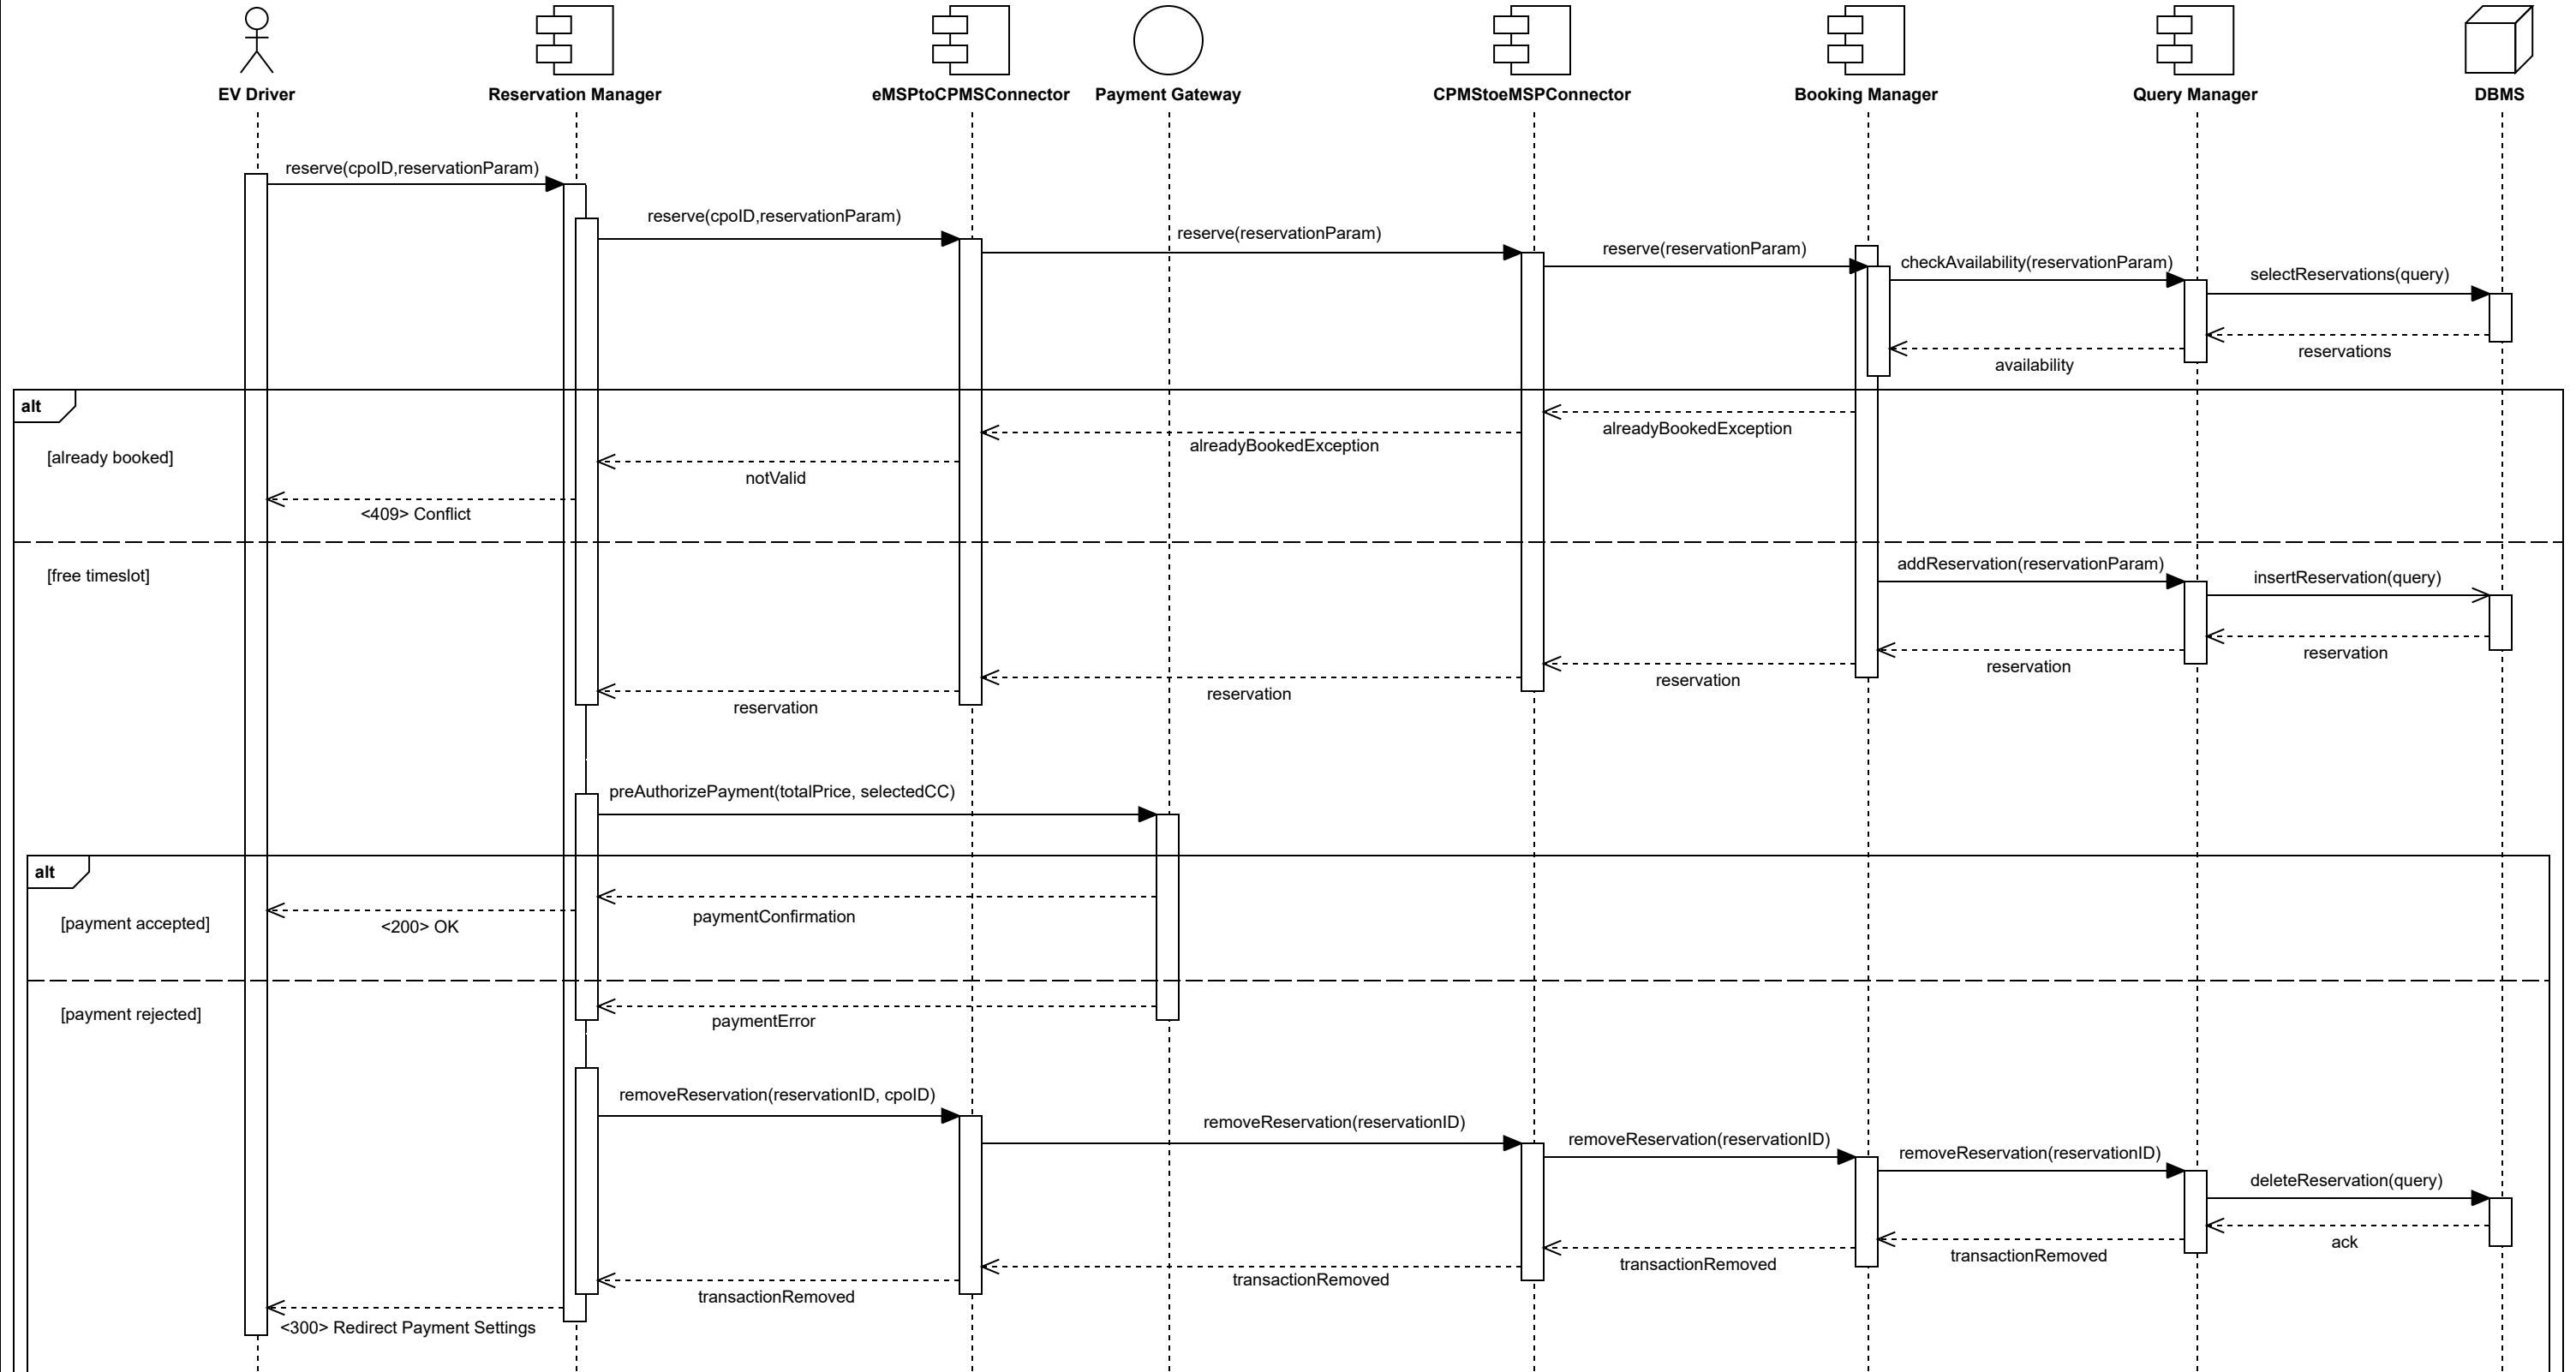 EV Driver
Reservation Manager
eMSPtoCPMSConnector
Payment Gateway
CPMStoeMSPConnector
Booking Manager
Query Manager
DBMS
reserve(cpoID,reservationParam)
reserve(cpoID,reservationParam)
reserve(reservationParam)
reserve(reservationParam)
checkAvailability(reservationParam)
selectReservations(query)
reservations
availability
alt
[already booked]
alreadyBookedException
alreadyBookedException
notValid
<409> Conflict
[free timeslot]
addReservation(reservationParam)
insertReservation(query)
reservation
reservation
reservation
reservation
reservation
preAuthorizePayment(totalPrice, selectedCC)
alt
[payment accepted]
paymentConfirmation
<200> OK
[payment rejected]
paymentError
removeReservation(reservationID, cpoID)
removeReservation(reservationID)
removeReservation(reservationID)
removeReservation(reservationID)
deleteReservation(query)
ack
transactionRemoved
transactionRemoved
transactionRemoved
transactionRemoved
<300> Redirect Payment Settings